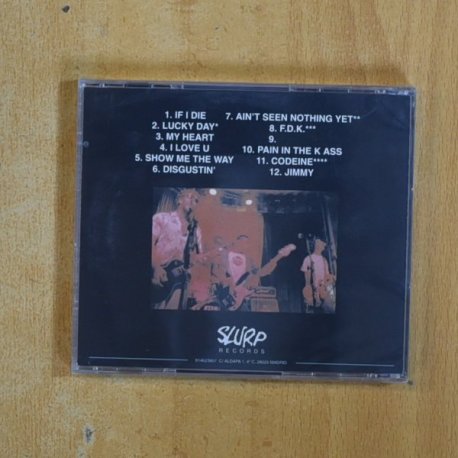 1. IF I DIE
2. LUCKY DAY*
3. MY HEART
4. I LOVE U
5. SHOW ME THE WAY
6. DISGUSTIN'
7. AIN'T SEEN NOTHING YET**
8. F.D.K.***
9.
10. PAIN IN THE K ASS
11. CODEINE****
12. JIMMY
SLURP
RECORDS
MADRID